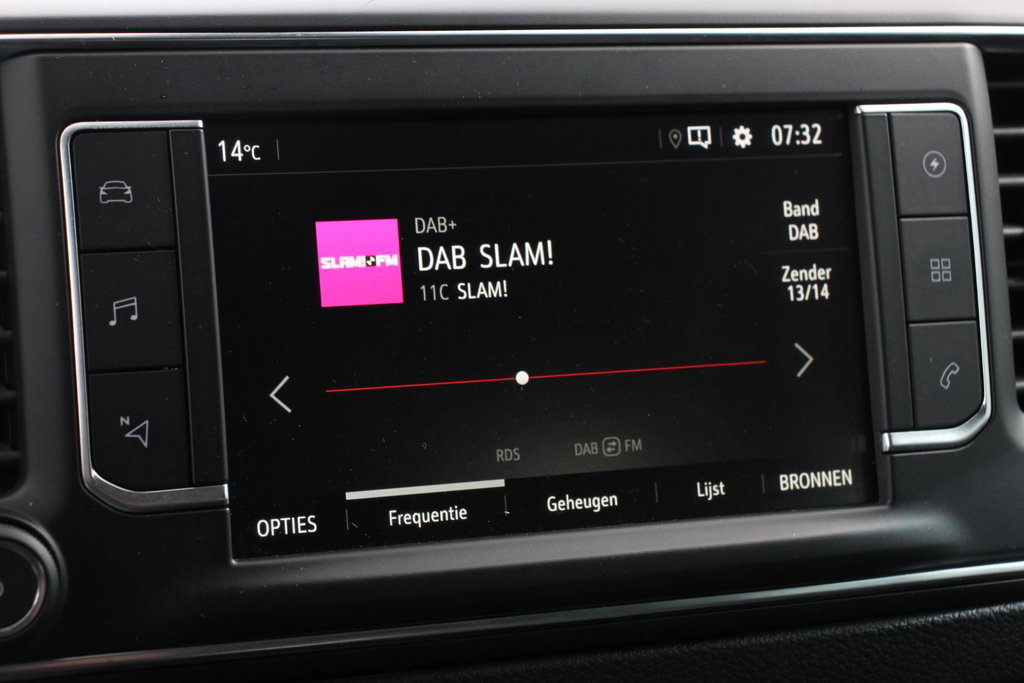 14°C
07:32
SLAM! FM
DAB+
DAB SLAM!
11C SLAM!
Band
DAB
Zender
13/14
N
RDS
DAB FM
OPTIES
Frequentie
Geheugen
Lijst
BRONNEN